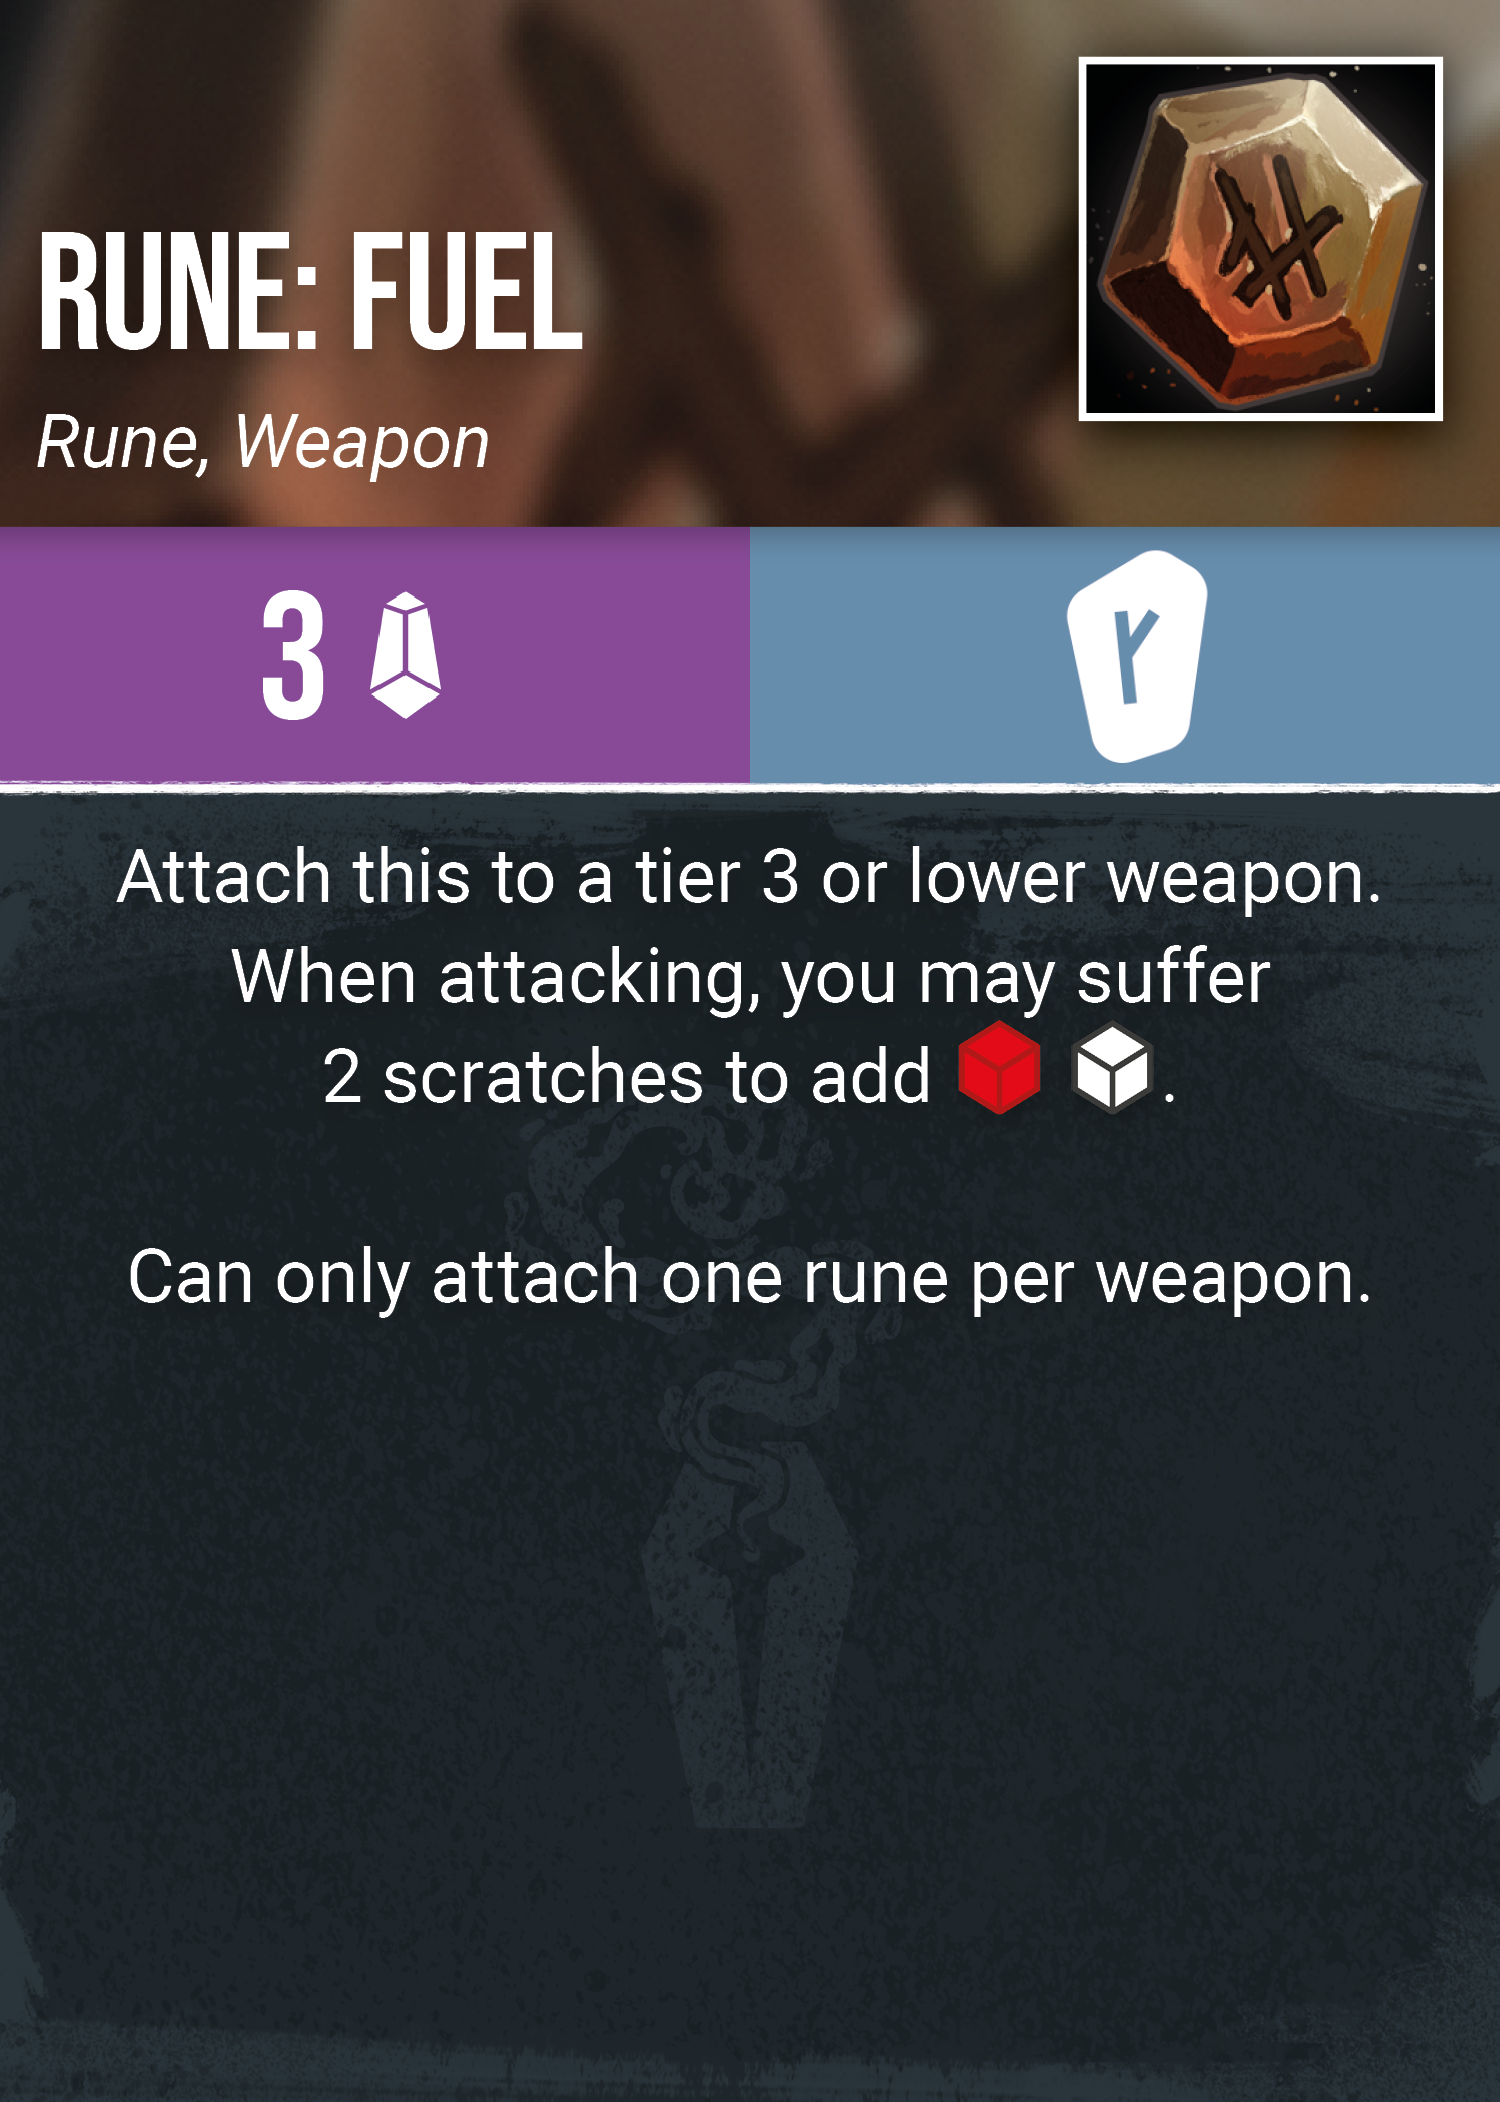 RUNE: FUEL
Rune, Weapon
3
Attach this to a tier 3 or lower weapon.
When attacking, you may suffer
2 scratches to add .
Can only attach one rune per weapon.